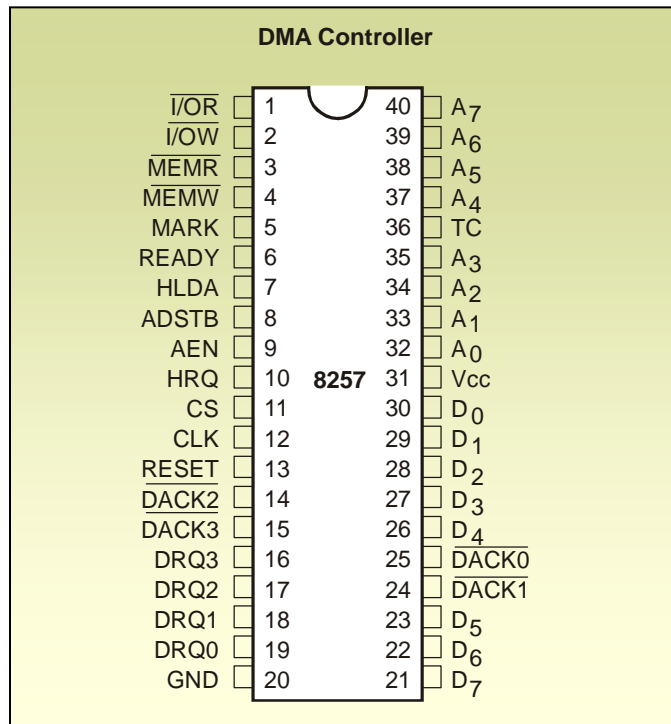 DMA Controller
I/OR 1 40 A7
I/OW 2 39 A6
MEMR 3 38 A5
MEMW 4 37 A4
MARK 5 36 TC
READY 6 35 A3
HLDA 7 34 A2
ADSTB 8 33 A1
AEN 9 32 A0
HRQ 10 8257 31 Vcc
CS 11 30 D0
CLK 12 29 D1
RESET 13 28 D2
DACK2 14 27 D3
DACK3 15 26 D4
DRQ3 16 25 DACK0
DRQ2 17 24 DACK1
DRQ1 18 23 D5
DRQ0 19 22 D6
GND 20 21 D7